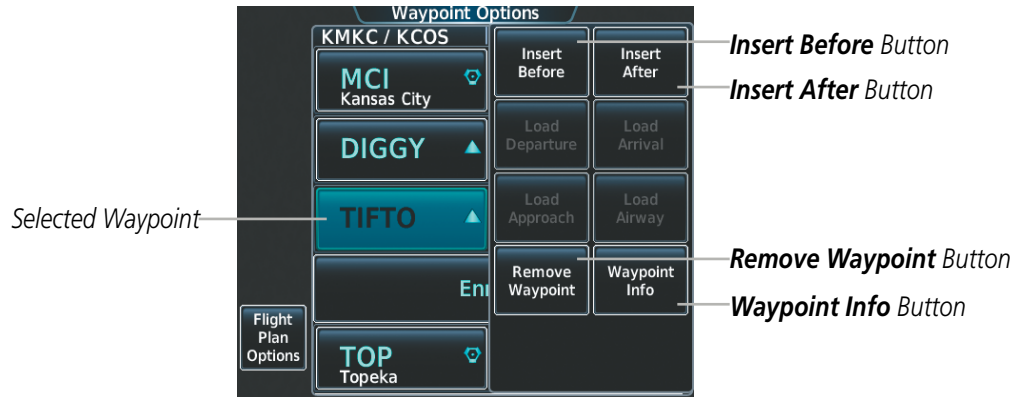 Waypoint Options
KMKC / KCOS
MCI
Kansas City
DIGGY
TIFTO
Enr
TOP
Topeka
Flight
Plan
Options
Insert
Before
Insert
After
Load
Departure
Load
Arrival
Load
Approach
Load
Airway
Remove
Waypoint
Waypoint
Info
Selected Waypoint
Insert Before Button
Insert After Button
Remove Waypoint Button
Waypoint Info Button